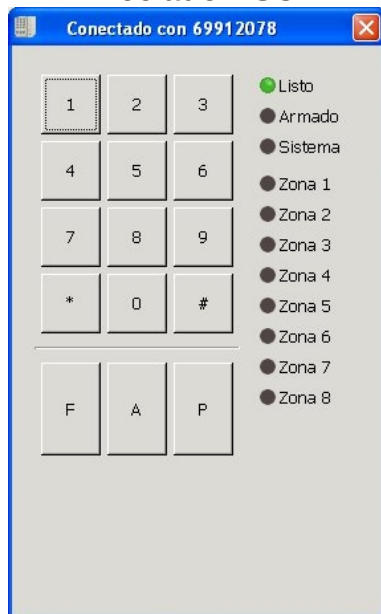 Conectado con 69912078
1 2 3
4 5 6
7 8 9
* 0 #
F A P
Listo
Armado
Sistema
Zona 1
Zona 2
Zona 3
Zona 4
Zona 5
Zona 6
Zona 7
Zona 8